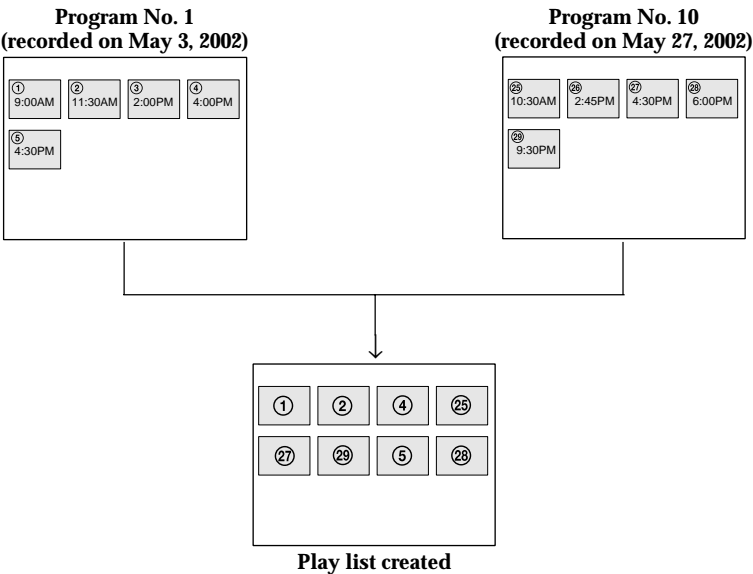 Program No. 1
(recorded on May 3, 2002)
① ② ③ ④
9:00AM 11:30AM 2:00PM 4:00PM
⑤
4:30PM
Program No. 10
(recorded on May 27, 2002)
㉕ ㉖ ㉗ ㉘
10:30AM 2:45PM 4:30PM 6:00PM
㉙
9:30PM
① ② ④ ㉕
㉗ ㉙ ⑤ ㉘
Play list created